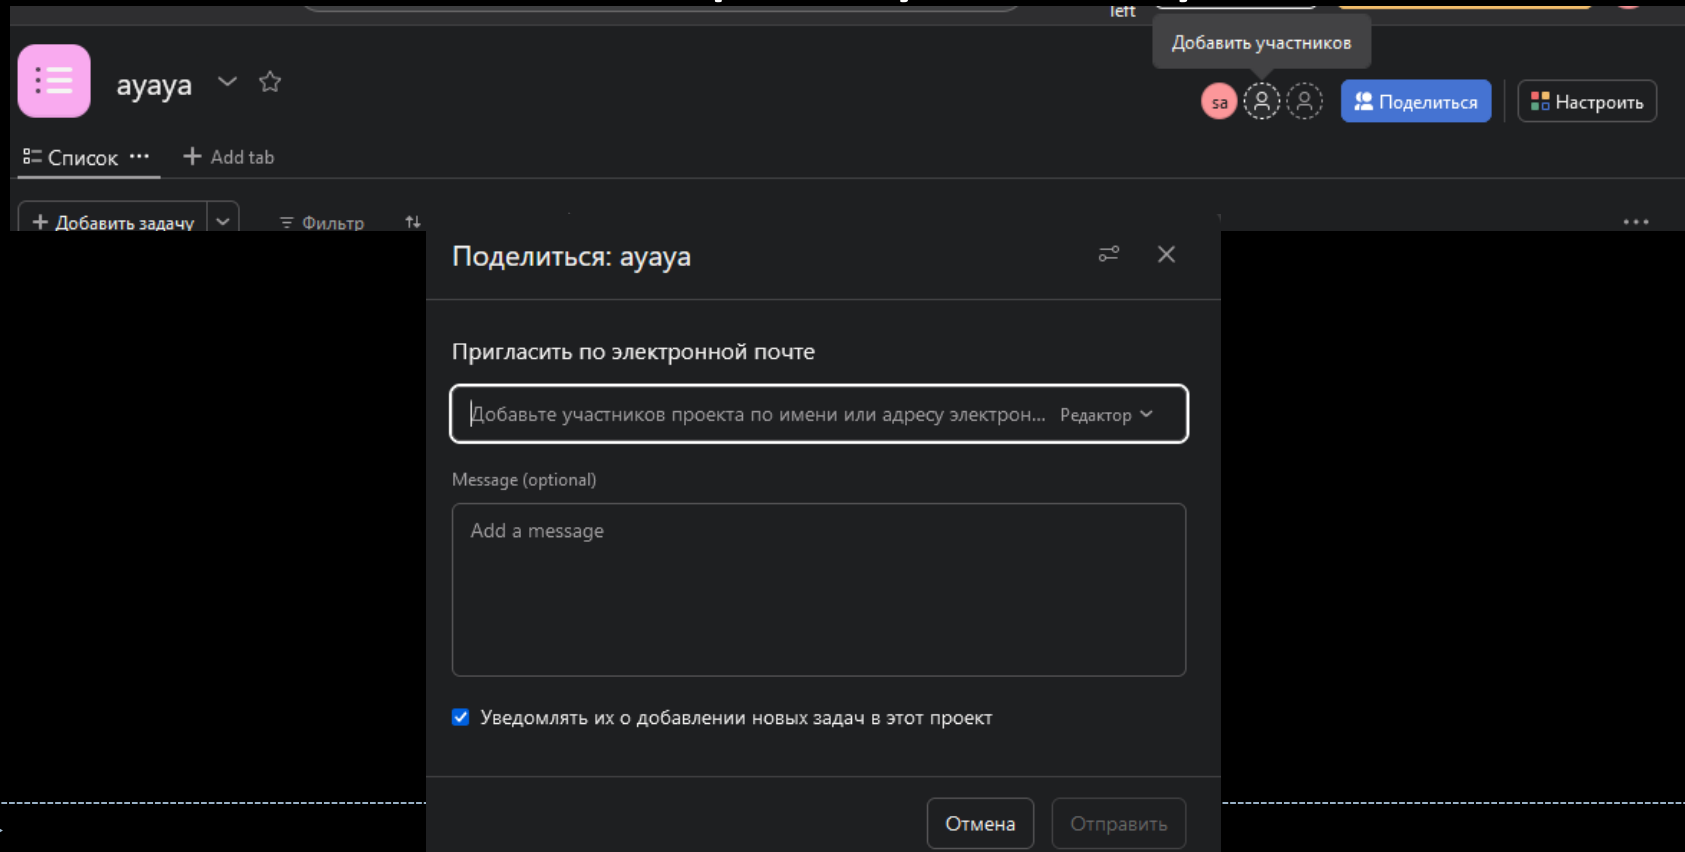 left
Добавить участников
ayaya
sa
Поделиться
Настроить
Список
Add tab
Добавить задачу
Фильтр
Поделиться: ayaya
Пригласить по электронной почте
Добавьте участников проекта по имени или адресу электрон... Редактор
Message (optional)
Add a message
Уведомлять их о добавлении новых задач в этот проект
Отмена
Отправить